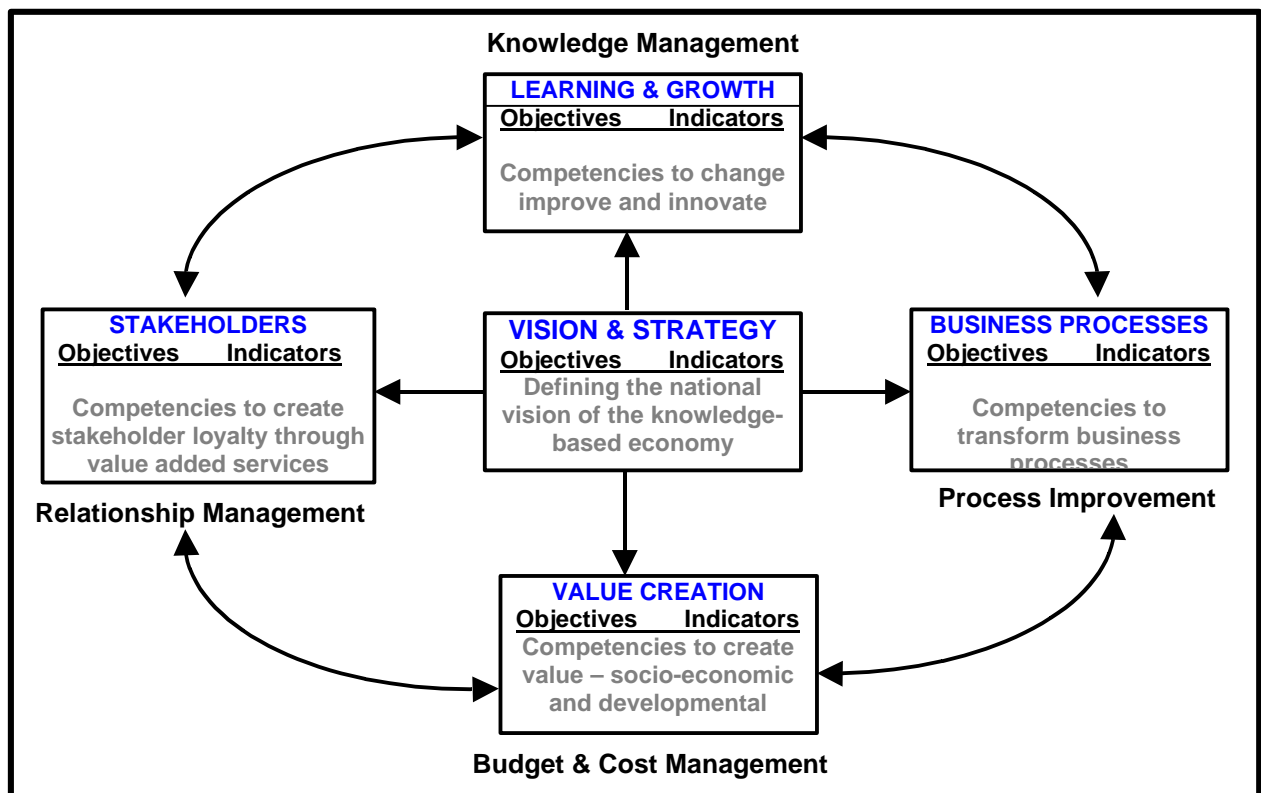 Knowledge Management
LEARNING & GROWTH
Objectives Indicators
Competencies to change
improve and innovate
STAKEHOLDERS
Objectives Indicators
Competencies to create
stakeholder loyalty through
value added services
Relationship Management
VISION & STRATEGY
Objectives Indicators
Defining the national
vision of the knowledge-
based economy
BUSINESS PROCESSES
Objectives Indicators
Competencies to
transform business
processes
Process Improvement
VALUE CREATION
Objectives Indicators
Competencies to create
value – socio-economic
and developmental
Budget & Cost Management